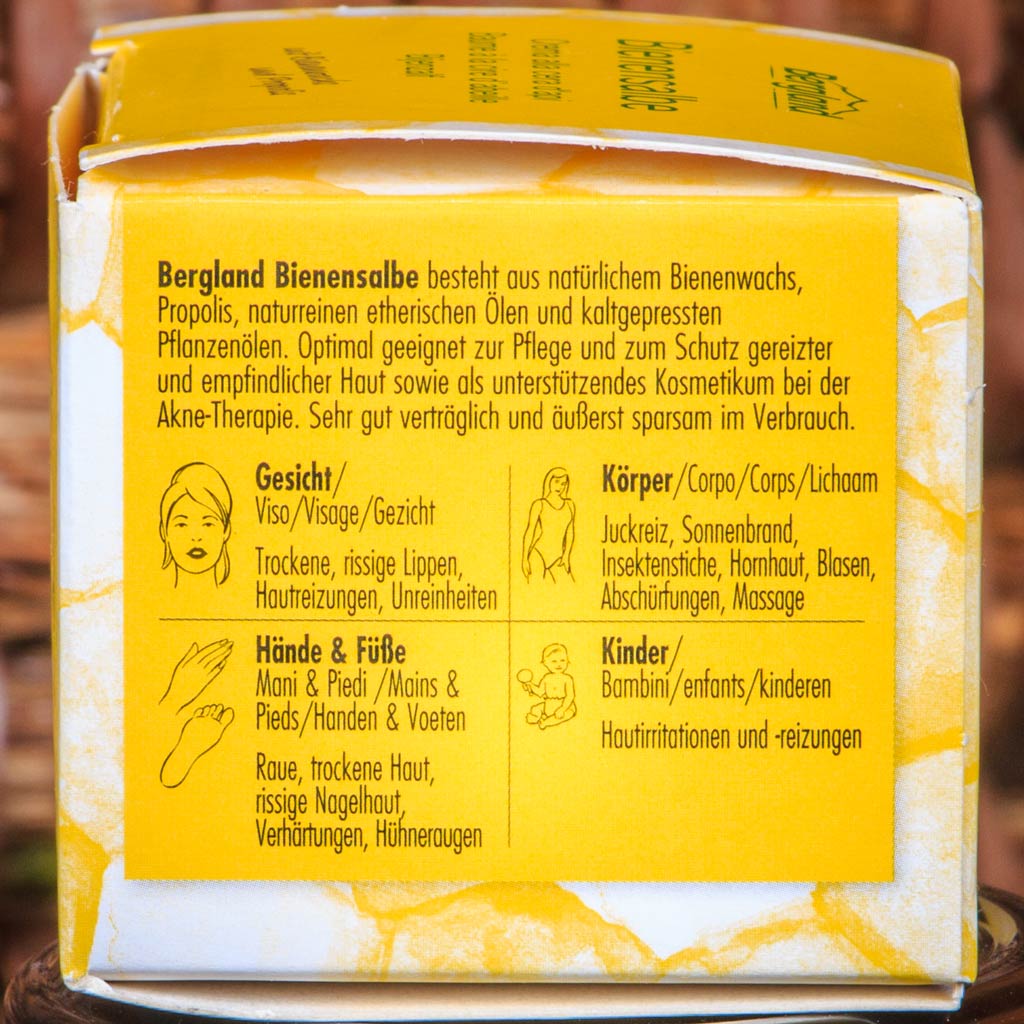 Bergland
Bienensalbe
Bergland Bienensalbe besteht aus natürlichem Bienenwachs,
Propolis, naturreinen etherischen Ölen und kaltgepressten
Pflanzenölen. Optimal geeignet zur Pflege und zum Schutz gereizter
und empfindlicher Haut sowie als unterstützendes Kosmetikum bei der
Akne-Therapie. Sehr gut verträglich und äußerst sparsam im Verbrauch.
Gesicht/
Viso/Visage/Gezicht
Trockene, rissige Lippen,
Hautreizungen, Unreinheiten
Körper/Corpo/Corps/Lichaam
Juckreiz, Sonnenbrand,
Insektenstiche, Hornhaut, Blasen,
Abschürfungen, Massage
Hände & Füße
Mani & Piedi /Mains &
Pieds/Handen & Voeten
Raue, trockene Haut,
rissige Nagelhaut,
Verhärtungen, Hühneraugen
Kinder/
Bambini/enfants/kinderen
Hautirritationen und -reizungen